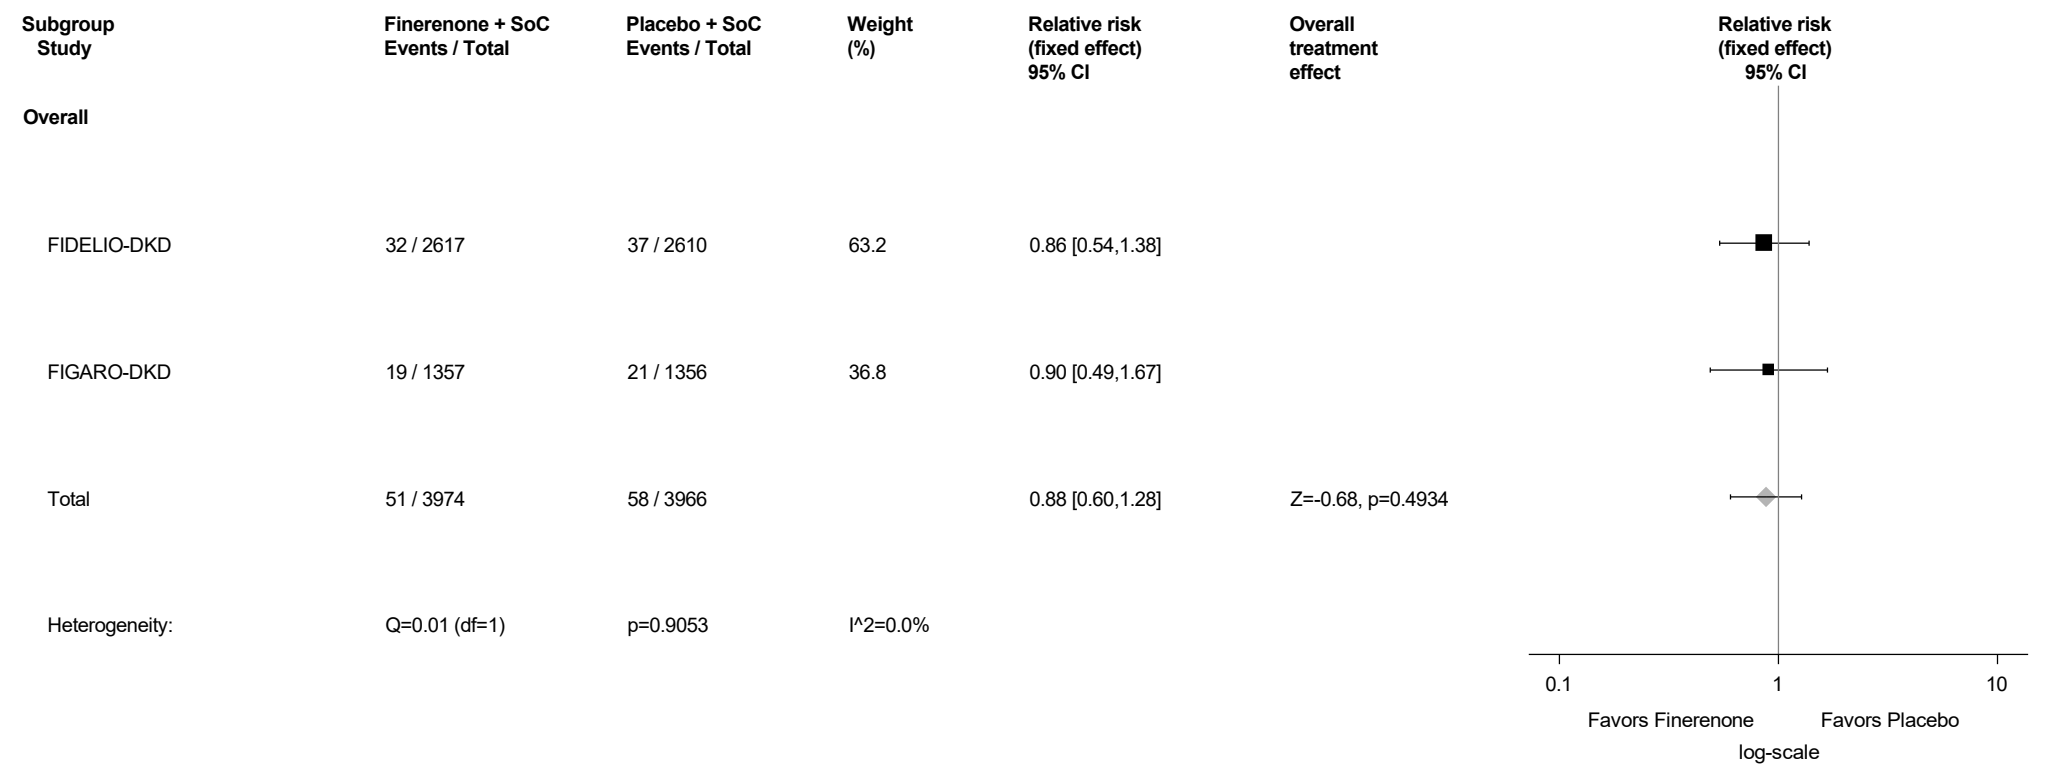 Subgroup Finerenone + SoC Placebo + SoC Weight Relative risk Overall Relative risk
Study Events / Total Events / Total (%) (fixed effect) treatment (fixed effect)
95% CI effect 95% CI
Overall
FIDELIO-DKD 32 / 2617 37 / 2610 63.2 0.86 [0.54,1.38]
FIGARO-DKD 19 / 1357 21 / 1356 36.8 0.90 [0.49,1.67]
Total 51 / 3974 58 / 3966 0.88 [0.60,1.28] Z=-0.68, p=0.4934
Heterogeneity: Q=0.01 (df=1) p=0.9053 I^2=0.0%
0.1 1 10
Favors Finerenone Favors Placebo
log-scale